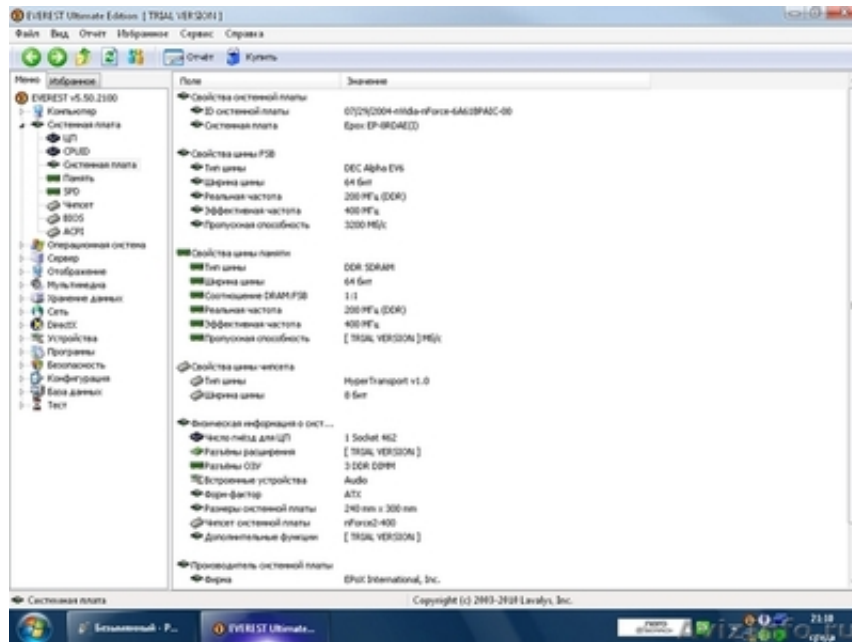 EVEREST Ultimate Edition [ TRIAL VERSION ]
Файл Вид Отчёт Избранное Сервис Справка
Отчёт Купить
Меню Избранное
Поле Значение
EVEREST v5.50.2100
Компьютер
Системная плата
ЦП
CPUID
Системная плата
Память
SPD
Чипсет
BIOS
ACPI
Операционная система
Сервер
Отображение
Мультимедиа
Хранение данных
Сеть
DirectX
Устройства
Программы
Безопасность
Конфигурация
База данных
Тест
Свойства системной платы
ID системной платы 07/29/2004-nVidia-nForce-6A61BPAIC-00
Системная плата Epox EP-8RDAE(I)
Свойства шины FSB
Тип шины DEC Alpha EV6
Ширина шины 64 бит
Реальная частота 200 МГц (DDR)
Эффективная частота 400 МГц
Пропускная способность 3200 Мб/с
Свойства шины памяти
Тип шины DDR SDRAM
Ширина шины 64 бит
Соотношение DRAM:FSB 1:1
Реальная частота 200 МГц (DDR)
Эффективная частота 400 МГц
Пропускная способность [ TRIAL VERSION ] Мб/с
Свойства шины чипсета
Тип шины HyperTransport v1.0
Ширина шины 8 бит
Физическая информация о сист...
Число гнёзд для ЦП 1 Socket 462
Разъёмы расширения [ TRIAL VERSION ]
Разъёмы ОЗУ 3 DDR DIMM
Встроенные устройства Audio
Форм-фактор ATX
Размеры системной платы 240 mm x 300 mm
Чипсет системной платы nForce2-400
Дополнительные функции [ TRIAL VERSION ]
Производитель системной платы
Фирма EPoX International, Inc.
Системная плата Copyright (c) 2003-2010 Lavalys, Inc.
Безымянный - P... EVEREST Ultimate...
21:18